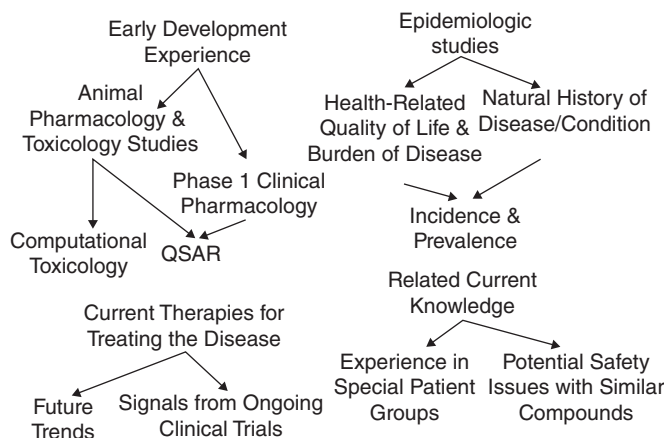 Early Development
Experience
Animal
Pharmacology &
Toxicology Studies
Phase 1 Clinical
Pharmacology
Computational
Toxicology
QSAR
Epidemiologic
studies
Health-Related
Quality of Life &
Burden of Disease
Natural History of
Disease/Condition
Incidence &
Prevalence
Current Therapies for
Treating the Disease
Future
Trends
Signals from Ongoing
Clinical Trials
Related Current
Knowledge
Experience in
Special Patient
Groups
Potential Safety
Issues with Similar
Compounds